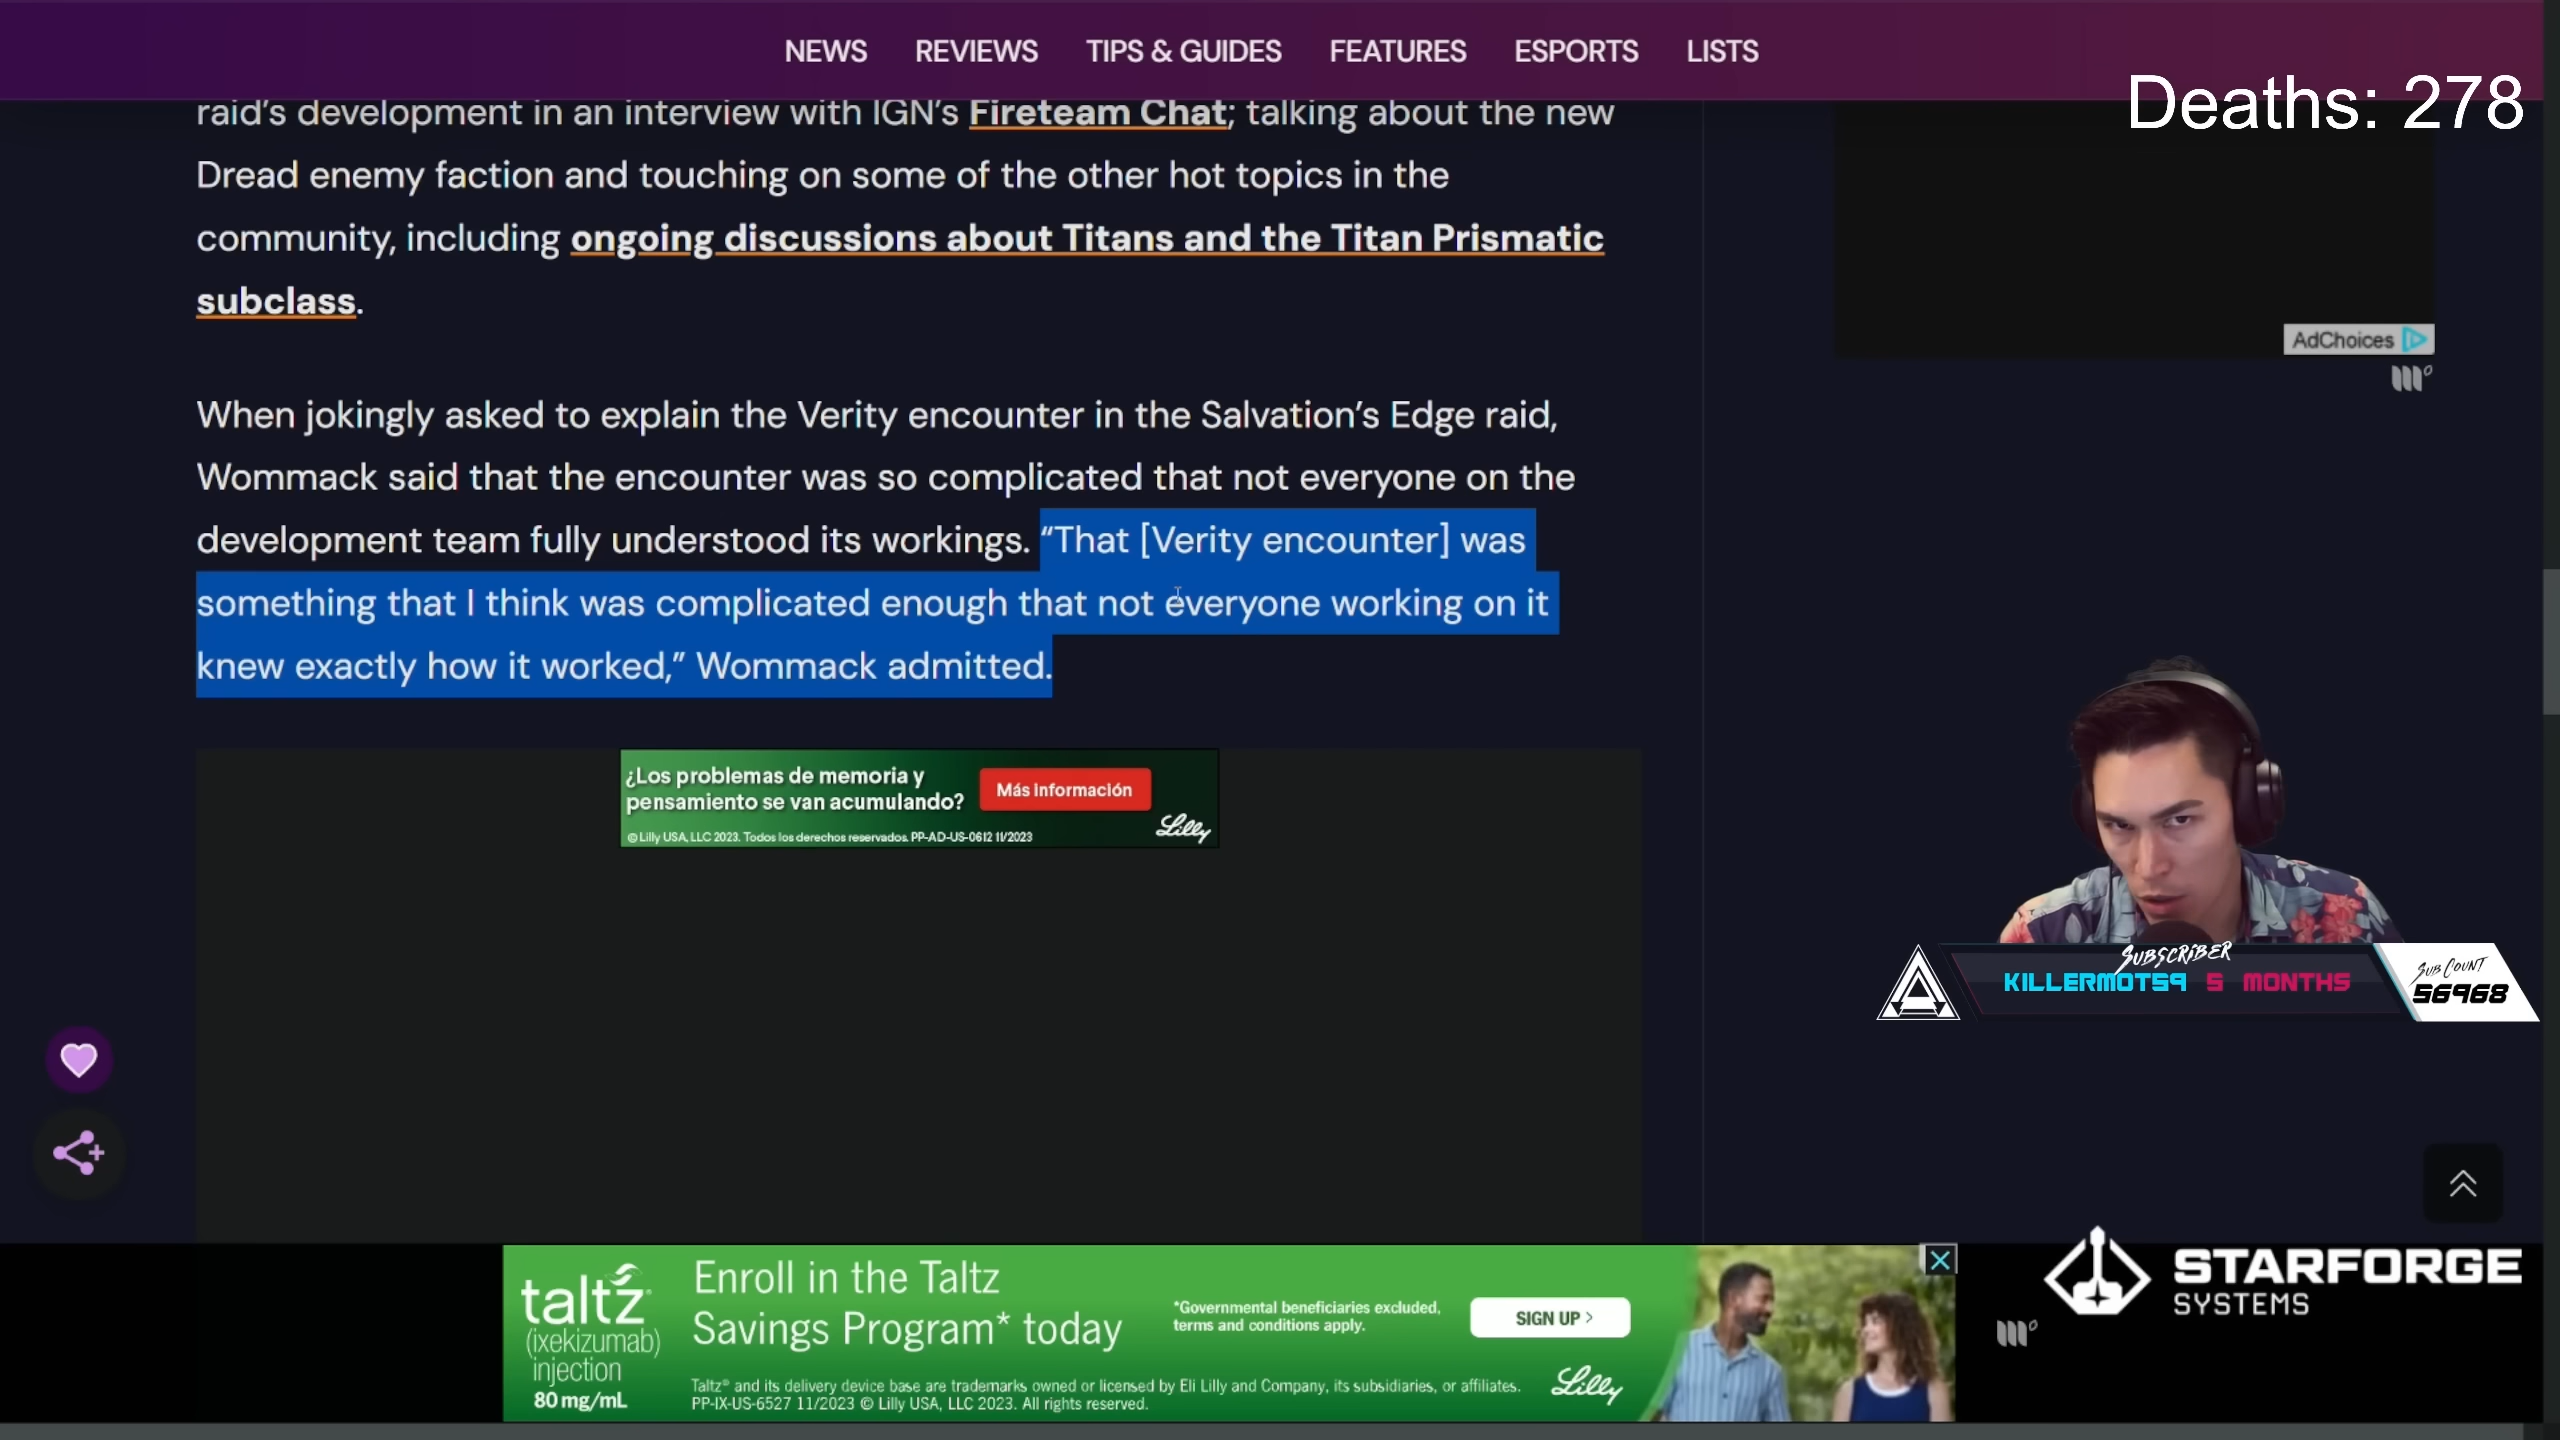 NEWS REVIEWS TIPS & GUIDES FEATURES ESPORTS LISTS
Deaths: 278
raid's development in an interview with IGN's Fireteam Chat; talking about the new
Dread enemy faction and touching on some of the other hot topics in the
community, including ongoing discussions about Titans and the Titan Prismatic
subclass.
AdChoices
When jokingly asked to explain the Verity encounter in the Salvation's Edge raid,
Wommack said that the encounter was so complicated that not everyone on the
development team fully understood its workings. “That [Verity encounter] was
something that I think was complicated enough that not everyone working on it
knew exactly how it worked,” Wommack admitted.
¿Los problemas de memoria y
pensamiento se van acumulando?
Más información
© Lilly USA, LLC 2023. Todos los derechos reservados. PP-AD-US-0612 11/2023
Lilly
SUBSCRIBER
KILLERMOT59 5 MONTHS
SUB COUNT
56968
taltz
(ixekizumab)
injection
80 mg/mL
Enroll in the Taltz
Savings Program* today
*Governmental beneficiaries excluded,
terms and conditions apply.
SIGN UP >
Taltz® and its delivery device base are trademarks owned or licensed by Eli Lilly and Company, its subsidiaries, or affiliates.
PP-IX-US-6527 11/2023 © Lilly USA, LLC 2023. All rights reserved.
Lilly
STARFORGE
SYSTEMS